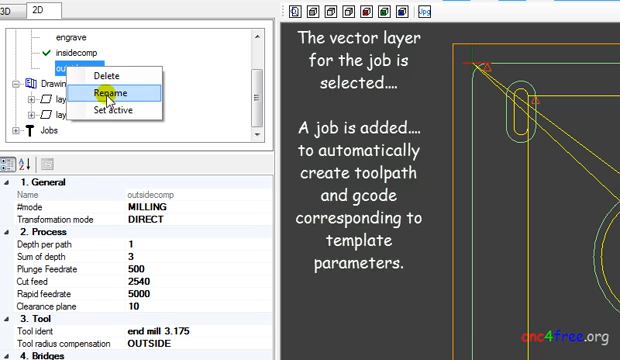 3D
2D
engrave
insidecomp
Delete
Drawin
Rename
lay
Set active
lay
Jobs
1. General
Name outsidecomp
#mode MILLING
Transformation mode DIRECT
2. Process
Depth per path 1
Sum of depth 3
Plunge Feedrate 500
Cut feed 2540
Rapid feedrate 5000
Clearance plane 10
3. Tool
Tool ident end mill 3.175
Tool radius compensation OUTSIDE
4. Bridges
Jpg
The vector layer
for the job is
selected....
A job is added....
to automatically
create toolpath
and gcode
corresponding to
template
parameters.
cnc4free.org